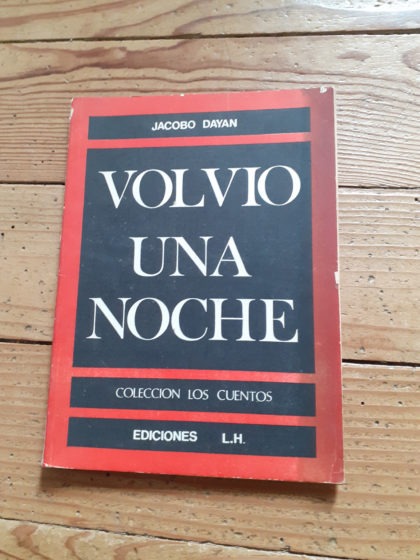 JACOBO DAYAN
VOLVIO
UNA
NOCHE
COLECCION LOS CUENTOS
EDICIONES L.H.